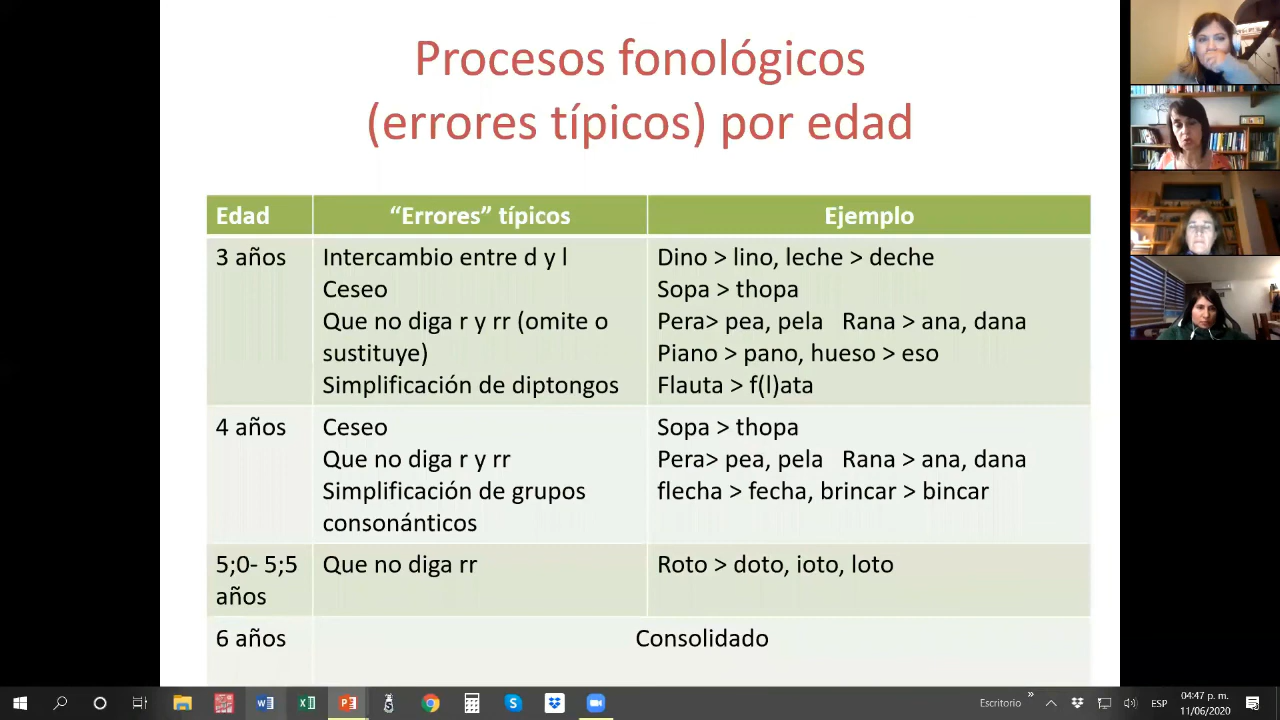 Procesos fonológicos
(errores típicos) por edad
Edad
“Errores” típicos
Ejemplo
3 años
Intercambio entre d y l
Ceseo
Que no diga r y rr (omite o
sustituye)
Simplificación de diptongos
Dino > lino, leche > deche
Sopa > thopa
Pera> pea, pela Rana > ana, dana
Piano > pano, hueso > eso
Flauta > f(l)ata
4 años
Ceseo
Que no diga r y rr
Simplificación de grupos
consonánticos
Sopa > thopa
Pera> pea, pela Rana > ana, dana
flecha > fecha, brincar > bincar
5;0- 5;5
años
Que no diga rr
Roto > doto, ioto, loto
6 años
Consolidado
Escritorio
ESP
04:47 p. m.
11/06/2020